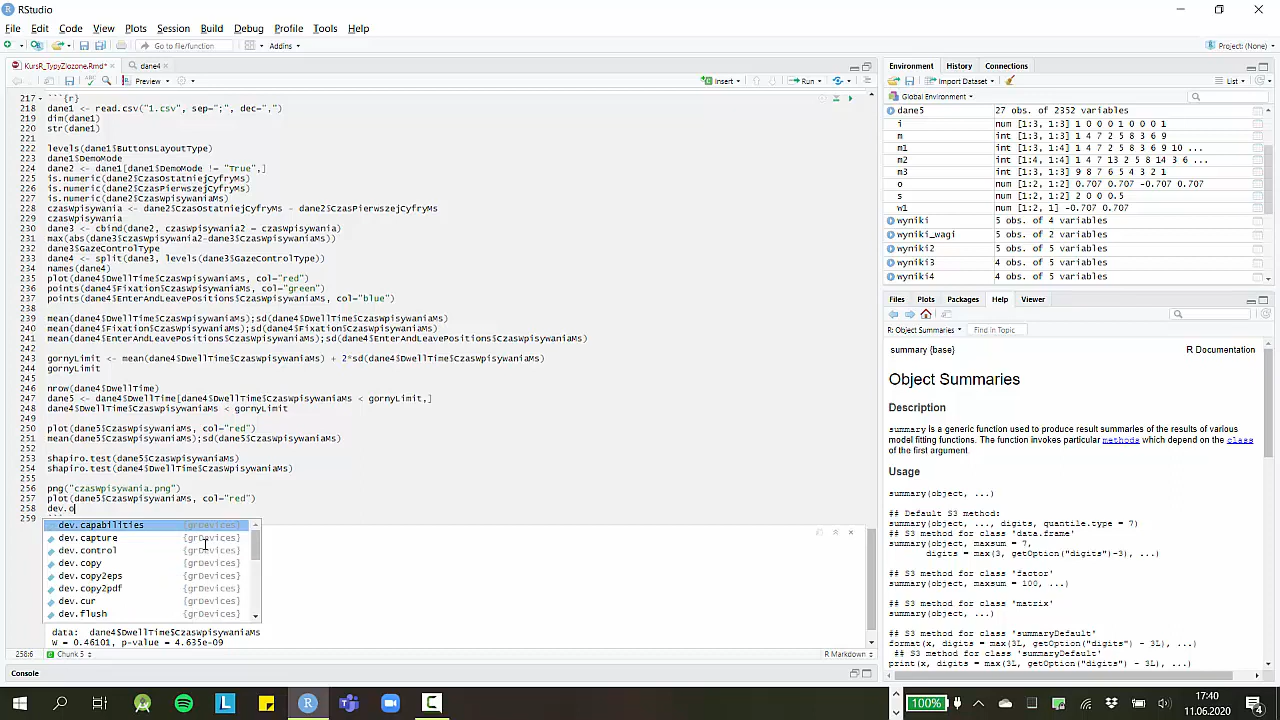 RStudio
File Edit Code View Plots Session Build Debug Profile Tools Help
Go to file/function Addins Project: (None)
KursR_TypyZlozone.Rmd* dane4
Preview Insert Run
217 ```{r}
218 dane1 <- read.csv("1.csv", sep=";", dec=",")
219 dim(dane1)
220 str(dane1)
221
222 levels(dane1$ButtonsLayoutType)
223 dane1$DemoMode
224 dane2 <- dane1[dane1$DemoMode != "True",]
225 is.numeric(dane2$CzasOstatniejCyfryMs)
226 is.numeric(dane2$CzasPierwszejCyfryMs)
227 is.numeric(dane2$CzasWpisywaniaMs)
228 czasWpisywania <- dane2$CzasOstatniejCyfryMs - dane2$CzasPierwszejCyfryMs
229 czasWpisywania
230 dane3 <- cbind(dane2, czasWpisywania2 = czasWpisywania)
231 max(abs(dane3$czasWpisywania2-dane3$CzasWpisywaniaMs))
232 dane3$GazeControlType
233 dane4 <- split(dane3, levels(dane3$GazeControlType))
234 names(dane4)
235 plot(dane4$DwellTime$CzasWpisywaniaMs, col="red")
236 points(dane4$Fixation$CzasWpisywaniaMs, col="green")
237 points(dane4$EnterAndLeavePositions$CzasWpisywaniaMs, col="blue")
238
239 mean(dane4$DwellTime$CzasWpisywaniaMs);sd(dane4$DwellTime$CzasWpisywaniaMs)
240 mean(dane4$Fixation$CzasWpisywaniaMs);sd(dane4$Fixation$CzasWpisywaniaMs)
241 mean(dane4$EnterAndLeavePositions$CzasWpisywaniaMs);sd(dane4$EnterAndLeavePositions$CzasWpisywaniaMs)
242
243 gornyLimit <- mean(dane4$DwellTime$CzasWpisywaniaMs) + 2*sd(dane4$DwellTime$CzasWpisywaniaMs)
244 gornyLimit
245
246 nrow(dane4$DwellTime)
247 dane5 <- dane4$DwellTime[dane4$DwellTime$CzasWpisywaniaMs < gornyLimit,]
248 dane4$DwellTime$CzasWpisywaniaMs < gornyLimit
249
250 plot(dane5$CzasWpisywaniaMs, col="red")
251 mean(dane5$CzasWpisywaniaMs);sd(dane5$CzasWpisywaniaMs)
252
253 shapiro.test(dane5$CzasWpisywaniaMs)
254 shapiro.test(dane4$DwellTime$CzasWpisywaniaMs)
255
256 png("czasWpisywania.png")
257 plot(dane5$CzasWpisywaniaMs, col="red")
258 dev.o
259 ```
dev.capabilities {grDevices}
dev.capture {grDevices}
dev.control {grDevices}
dev.copy {grDevices}
dev.copy2eps {grDevices}
dev.copy2pdf {grDevices}
dev.cur {grDevices}
dev.flush {grDevices}
data: dane4$DwellTime$CzasWpisywaniaMs
W = 0.46101, p-value = 4.635e-09
258:6 Chunk 5 R Markdown
Console
Environment History Connections
Import Dataset List
Global Environment
dane5 27 obs. of 2352 variables
i num [1:3, 1:3] 1 0 0 0 1 0 0 0 1
m int [1:3, 1:3] 1 4 7 2 5 8 3 6 9
m1 int [1:3, 1:4] 1 4 7 2 5 8 3 6 9 10 ...
m2 int [1:4, 1:4] 1 4 7 13 2 5 8 14 3 6 ...
m3 int [1:3, 1:3] 9 8 7 6 5 4 3 2 1
o num [1:2, 1:2] 0.707 0.707 -0.707 0.707
s num [1:2, 1:2] 2 0 0 0.5
w1 num [1:2, 1] -0.707 0.707
wyniki 5 obs. of 4 variables
wyniki_wagi 5 obs. of 2 variables
wyniki2 5 obs. of 5 variables
wyniki3 4 obs. of 5 variables
wyniki4 4 obs. of 5 variables
Files Plots Packages Help Viewer
R: Object Summaries Find in Topic
summary {base} R Documentation
Object Summaries
Description
summary is a generic function used to produce result summaries of the results of various
model fitting functions. The function invokes particular methods which depend on the class
of the first argument.
Usage
summary(object, ...)
## Default S3 method:
summary(object, ..., digits, quantile.type = 7)
## S3 method for class 'data.frame'
summary(object, maxsum = 7,
digits = max(3, getOption("digits")-3), ...)
## S3 method for class 'factor'
summary(object, maxsum = 100, ...)
## S3 method for class 'matrix'
summary(object, ...)
## S3 method for class 'summaryDefault'
format(x, digits = max(3L, getOption("digits") - 3L), ...)
## S3 method for class 'summaryDefault'
print(x, digits = max(3L, getOption("digits") - 3L), ...)
100%
17:40
11.06.2020